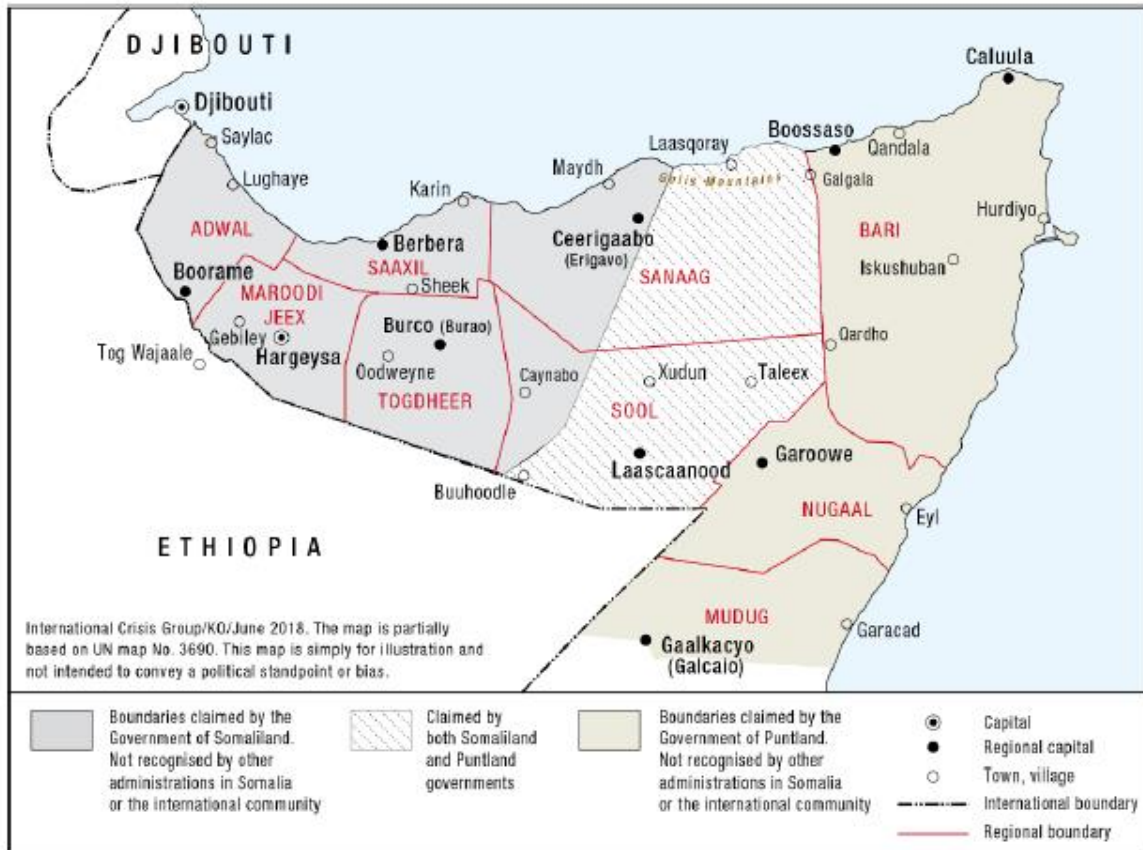 DJIBOUTI
Djibouti
Saylac
Lughaye
Karin
Maydh
Laasqoray
Golis Mountains
Boossaso
Qandala
Caluula
Galgala
Hurdiyo
ADWAL
Boorame
Berbera
SAAXIL
Sheek
Ceerigaabo
(Erigavo)
SANAAG
BARI
Iskushuban
MAROODI
JEEX
Gebiley
Hargeysa
Tog Wajaale
Burco (Burao)
Oodweyne
TOGDHEER
Caynabo
Xudun
Taleex
Qardho
SOOL
Laascaanood
Buuhoodle
Garoowe
NUGAAL
Eyl
ETHIOPIA
MUDUG
Garacad
Gaalkacyo
(Galcaio)
International Crisis Group/KO/June 2018. The map is partially
based on UN map No. 3690. This map is simply for illustration and
not intended to convey a political standpoint or bias.
Boundaries claimed by the
Government of Somaliland.
Not recognised by other
administrations in Somalia
or the international community
Claimed by
both Somaliland
and Puntland
governments
Boundaries claimed by the
Government of Puntland.
Not recognised by other
administrations in Somalia
or the international community
Capital
Regional capital
Town, village
International boundary
Regional boundary